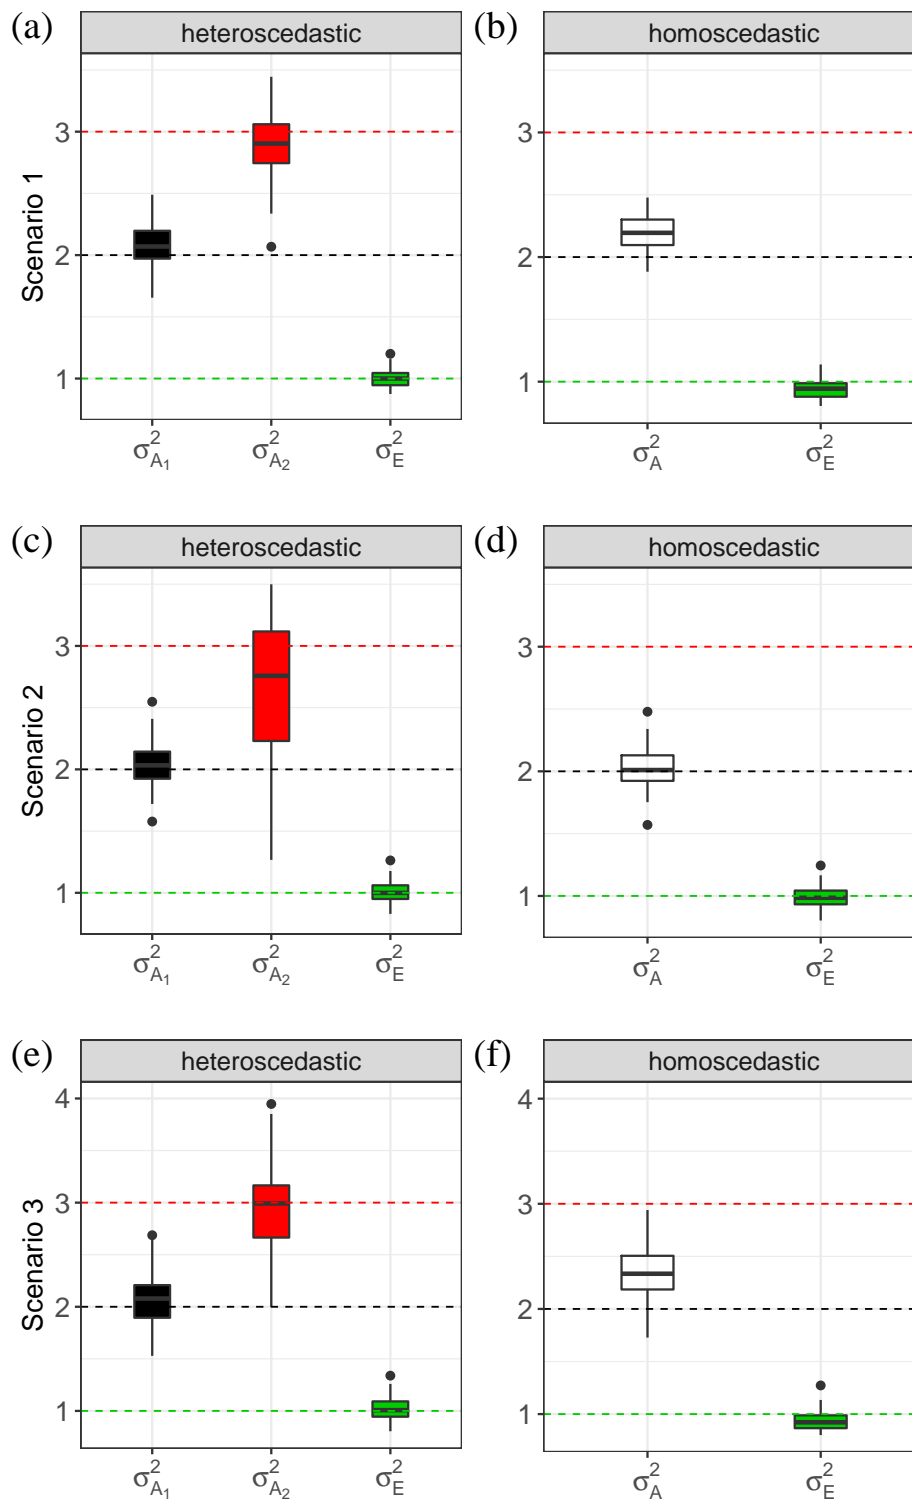 (a)
heteroscedastic
Scenario 1
3
2
1
σ²A₁ σ²A₂ σ²E
(b)
homoscedastic
3
2
1
σ²A σ²E
(c)
heteroscedastic
Scenario 2
3
2
1
σ²A₁ σ²A₂ σ²E
(d)
homoscedastic
3
2
1
σ²A σ²E
(e)
heteroscedastic
Scenario 3
4
3
2
1
σ²A₁ σ²A₂ σ²E
(f)
homoscedastic
4
3
2
1
σ²A σ²E